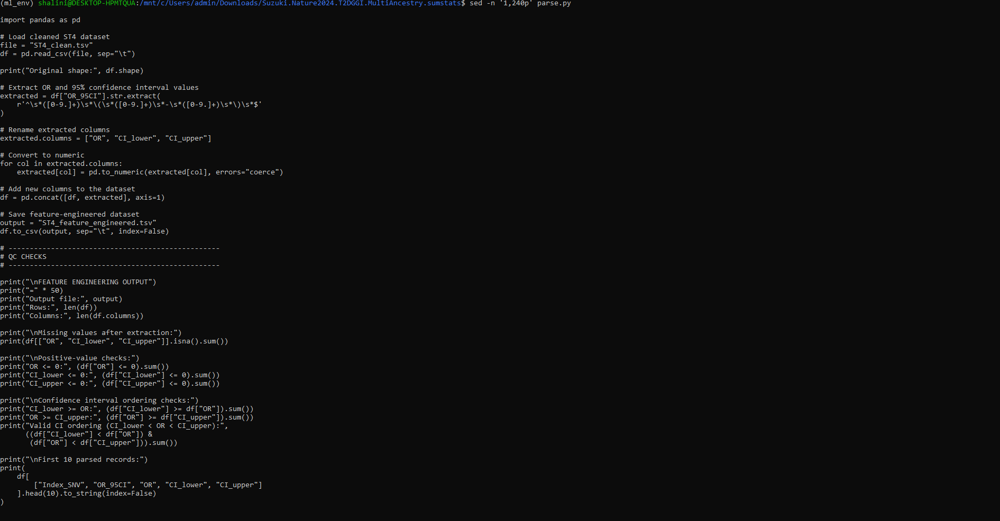 (ml_env) shalini@DESKTOP-HPMTQUA:/mnt/c/Users/admin/Downloads/Suzuki.Nature2024.T2DGGI.MultiAncestry.sumstats$ sed -n '1,240p' parse.py
import pandas as pd
# Load cleaned ST4 dataset
file = "ST4_clean.tsv"
df = pd.read_csv(file, sep="\t")
print("Original shape:", df.shape)
# Extract OR and 95% confidence interval values
extracted = df["OR_95CI"].str.extract(
    r'^\s*([0-9.]+)\s*\(\s*([0-9.]+)\s*-\s*([0-9.]+)\s*\)\s*$'
)
# Rename extracted columns
extracted.columns = ["OR", "CI_lower", "CI_upper"]
# Convert to numeric
for col in extracted.columns:
    extracted[col] = pd.to_numeric(extracted[col], errors="coerce")
# Add new columns to the dataset
df = pd.concat([df, extracted], axis=1)
# Save feature-engineered dataset
output = "ST4_feature_engineered.tsv"
df.to_csv(output, sep="\t", index=False)
# --------------------------------------------------
# QC CHECKS
# --------------------------------------------------
print("\nFEATURE ENGINEERING OUTPUT")
print("=" * 50)
print("Output file:", output)
print("Rows:", len(df))
print("Columns:", len(df.columns))
print("\nMissing values after extraction:")
print(df[["OR", "CI_lower", "CI_upper"]].isna().sum())
print("\nPositive-value checks:")
print("OR <= 0:", (df["OR"] <= 0).sum())
print("CI_lower <= 0:", (df["CI_lower"] <= 0).sum())
print("CI_upper <= 0:", (df["CI_upper"] <= 0).sum())
print("\nConfidence interval ordering checks:")
print("CI_lower >= OR:", (df["CI_lower"] >= df["OR"]).sum())
print("OR >= CI_upper:", (df["OR"] >= df["CI_upper"]).sum())
print("Valid CI ordering (CI_lower < OR < CI_upper):",
      ((df["CI_lower"] < df["OR"]) &
       (df["OR"] < df["CI_upper"])).sum())
print("\nFirst 10 parsed records:")
print(
    df[
        ["Index_SNV", "OR_95CI", "OR", "CI_lower", "CI_upper"]
    ].head(10).to_string(index=False)
)